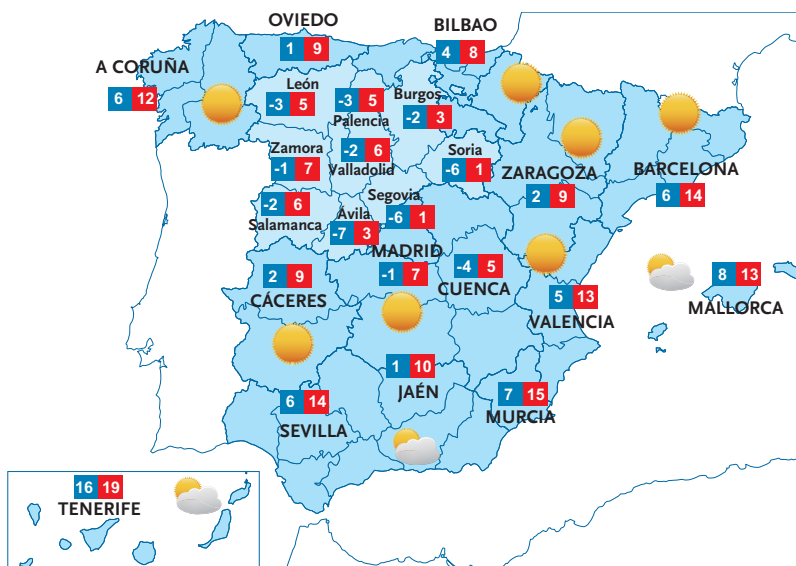 OVIEDO
1 9
BILBAO
4 8
A CORUÑA
6 12
León
-3 5
-3 5
Palencia
Burgos
-2 3
Zamora
-1 7
-2 6
Valladolid
Soria
-6 1
ZARAGOZA
2 9
BARCELONA
6 14
-2 6
Salamanca
Ávila
-7 3
Segovia
-6 1
MADRID
-1 7
-4 5
CUENCA
2 9
CÁCERES
5 13
VALENCIA
8 13
MALLORCA
1 10
JAÉN
7 15
MURCIA
6 14
SEVILLA
16 19
TENERIFE